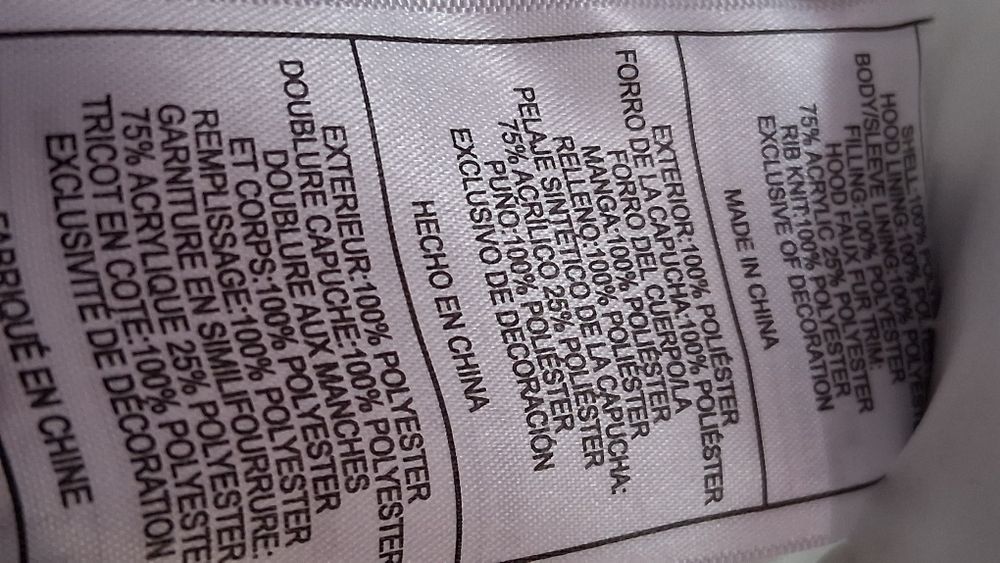 SHELL:100% POLYESTER
HOOD LINING:100% POLYESTER
BODY/SLEEVE LINING:100% POLYESTER
FILLING:100% POLYESTER
HOOD FAUX FUR TRIM:
75% ACRYLIC 25% POLYESTER
RIB KNIT:100% POLYESTER
EXCLUSIVE OF DECORATION
MADE IN CHINA
EXTERIOR:100% POLIÉSTER
FORRO DE LA CAPUCHA:100% POLIÉSTER
FORRO DEL CUERPO/LA
MANGA:100% POLIÉSTER
RELLENO:100% POLIÉSTER
PELAJE SINTÉTICO DE LA CAPUCHA:
75% ACRÍLICO 25% POLIÉSTER
PUÑO:100% POLIÉSTER
EXCLUSIVO DE DECORACIÓN
HECHO EN CHINA
EXTERIEUR:100% POLYESTER
DOUBLURE CAPUCHE:100% POLYESTER
DOUBLURE AUX MANCHES
ET CORPS:100% POLYESTER
REMPLISSAGE:100% POLYESTER
GARNITURE EN SIMILIFOURRURE:
75% ACRYLIQUE 25% POLYESTER
TRICOT EN COTE:100% POLYESTE
EXCLUSIVITÉ DE DÉCORATION
FABRIQUÉ EN CHINE